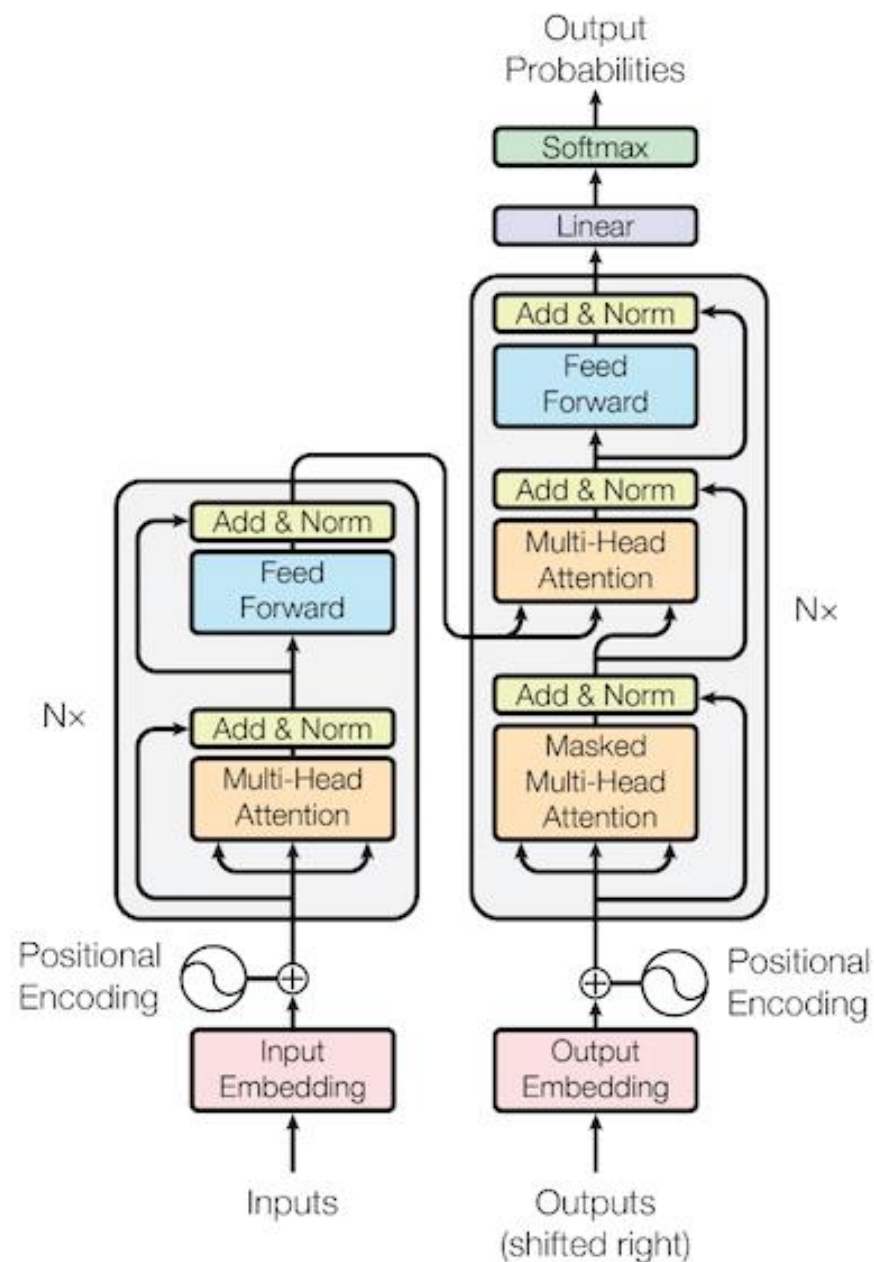 Output
Probabilities
Softmax
Linear
Add & Norm
Feed
Forward
Add & Norm
Multi-Head
Attention
Add & Norm
Masked
Multi-Head
Attention
Nx
Add & Norm
Feed
Forward
Add & Norm
Multi-Head
Attention
Nx
Positional
Encoding
Positional
Encoding
Input
Embedding
Output
Embedding
Inputs
Outputs
(shifted right)